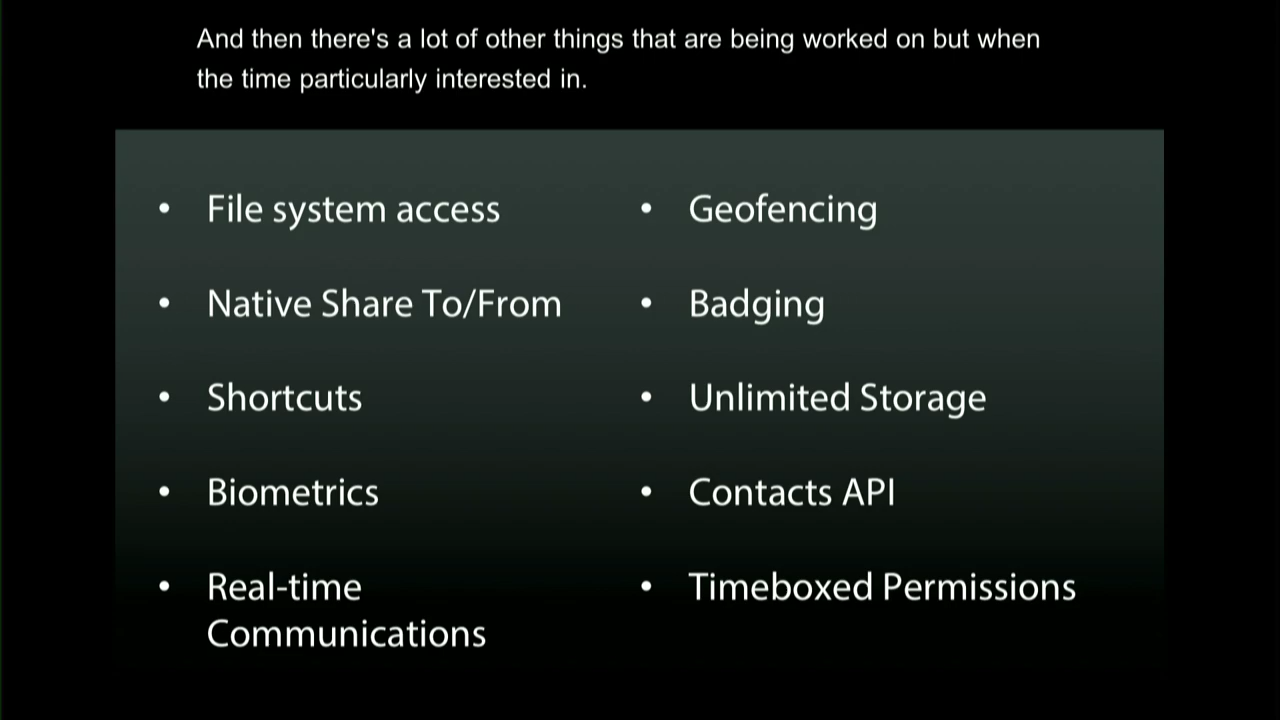 And then there's a lot of other things that are being worked on but when
the time particularly interested in.
• File system access
• Native Share To/From
• Shortcuts
• Biometrics
• Real-time
Communications
• Geofencing
• Badging
• Unlimited Storage
• Contacts API
• Timeboxed Permissions